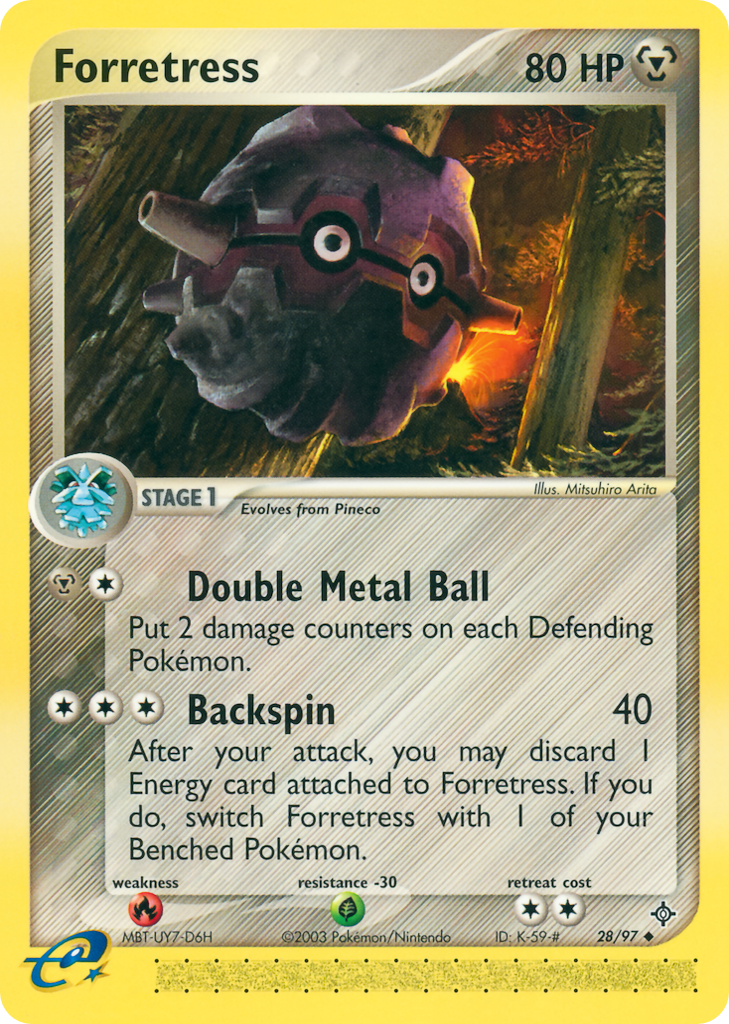 Forretress 80 HP
Illus. Mitsuhiro Arita
STAGE 1
Evolves from Pineco
Double Metal Ball
Put 2 damage counters on each Defending
Pokémon.
Backspin 40
After your attack, you may discard 1
Energy card attached to Forretress. If you
do, switch Forretress with 1 of your
Benched Pokémon.
weakness resistance -30 retreat cost
MBT-UY7-D6H ©2003 Pokémon/Nintendo ID: K-59-# 28/97
e